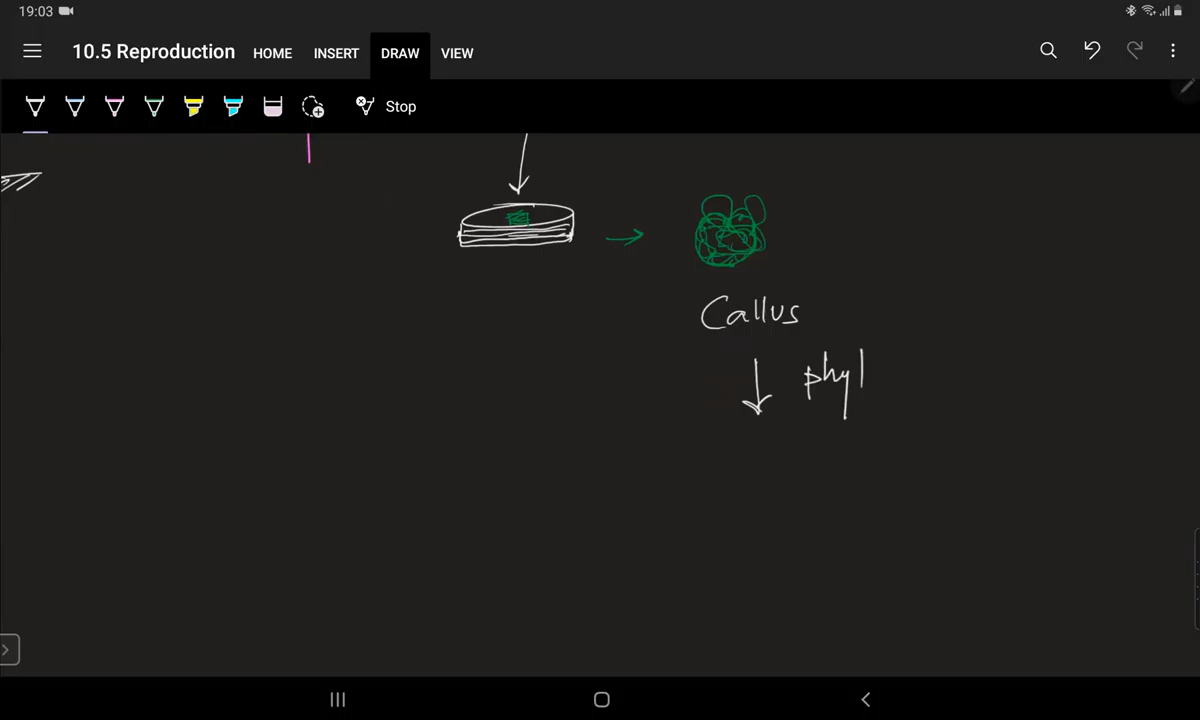 19:03
10.5 Reproduction HOME INSERT DRAW VIEW
Stop
Callus
phyl